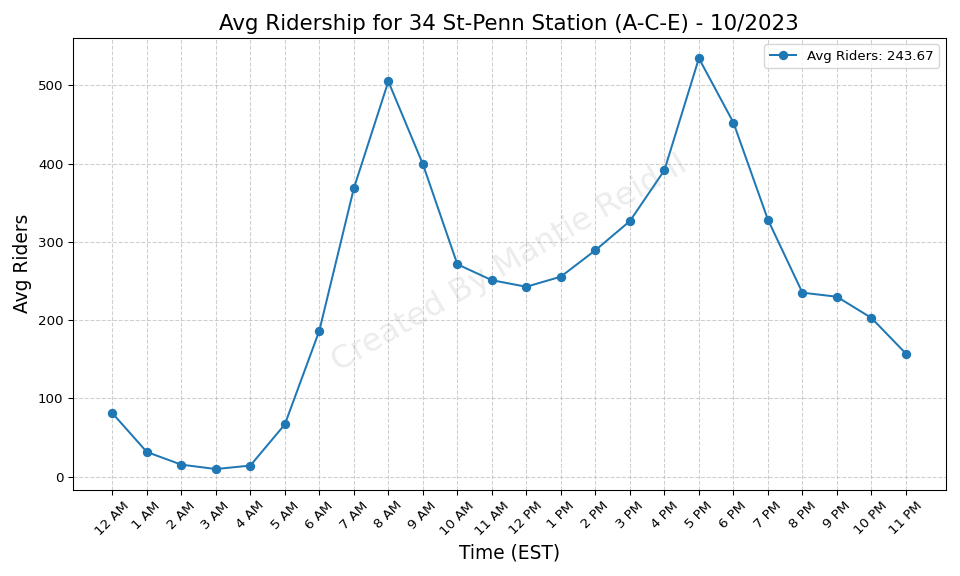 Avg Ridership for 34 St-Penn Station (A-C-E) - 10/2023
Avg Riders: 243.67
Avg Riders
500
400
300
200
100
0
Created By Mantie Reid II
12 AM
1 AM
2 AM
3 AM
4 AM
5 AM
6 AM
7 AM
8 AM
9 AM
10 AM
11 AM
12 PM
1 PM
2 PM
3 PM
4 PM
5 PM
6 PM
7 PM
8 PM
9 PM
10 PM
11 PM
Time (EST)